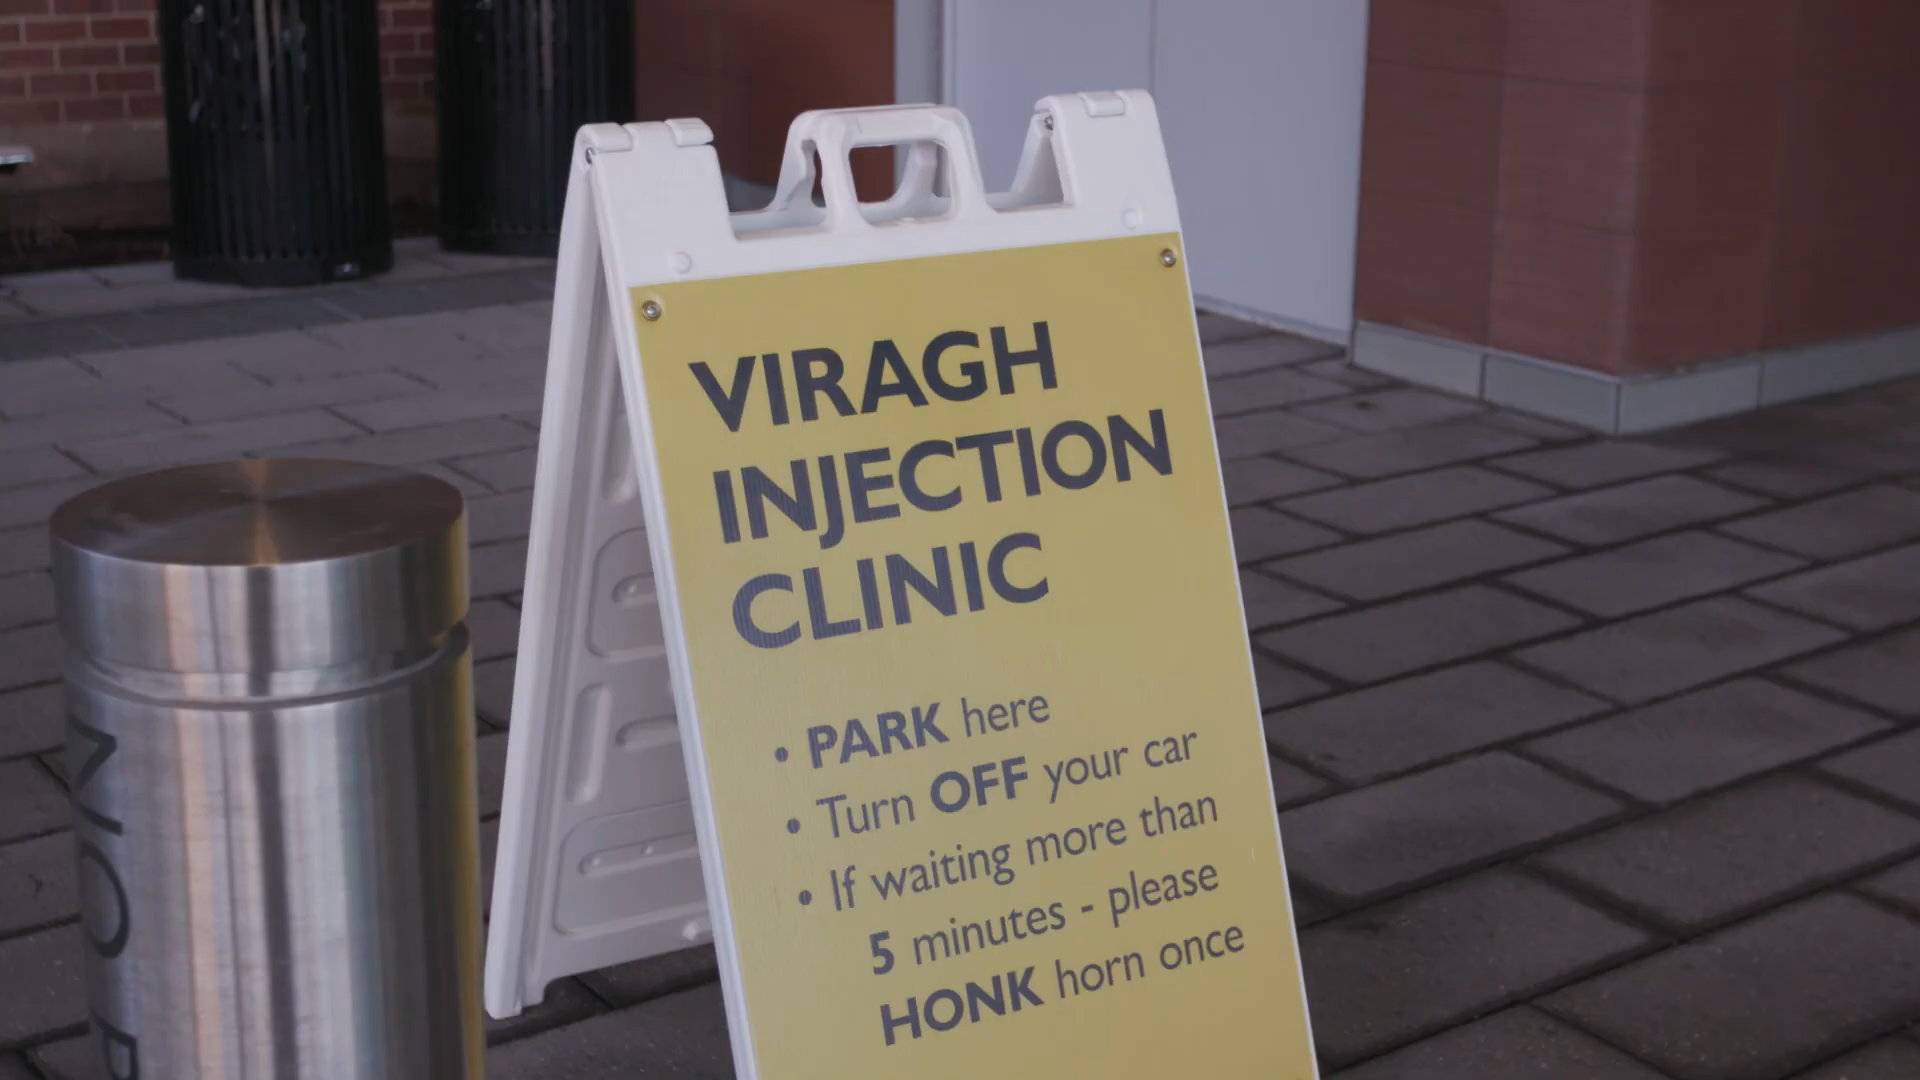 VIRAGH
INJECTION
CLINIC
• PARK here
• Turn OFF your car
• If waiting more than
5 minutes - please
HONK horn once